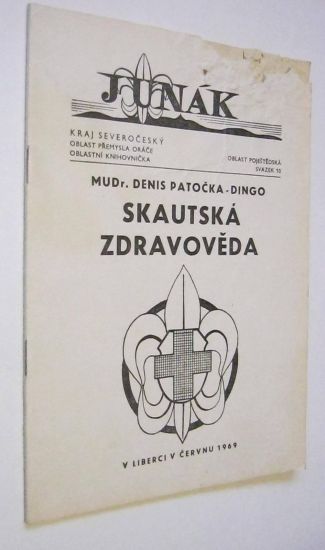 JUNÁK
KRAJ SEVEROČESKÝ
OBLAST PŘEMYSLA ORÁČE
OBLASTNÍ KNIHOVNIČKA
OBLAST POJEŠTĚDSKÁ
SVAZEK 10
MUDr. DENIS PATOČKA - DINGO
SKAUTSKÁ
ZDRAVOVĚDA
V LIBERCI V ČERVNU 1969